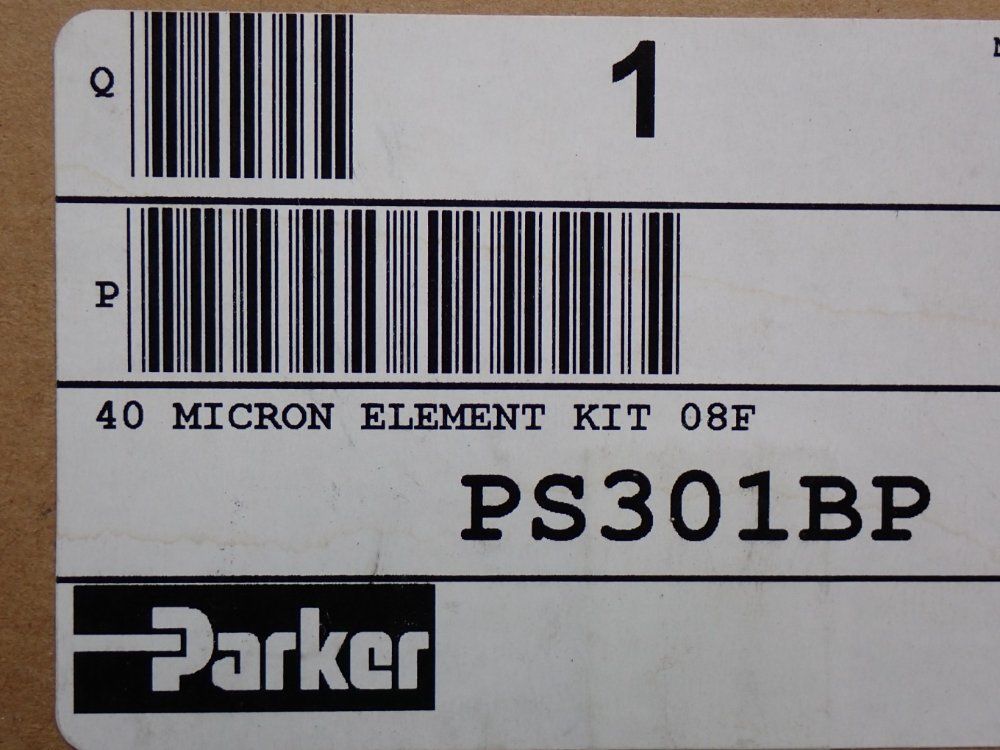 Q
1
P
40 MICRON ELEMENT KIT 08F
PS301BP
Parker